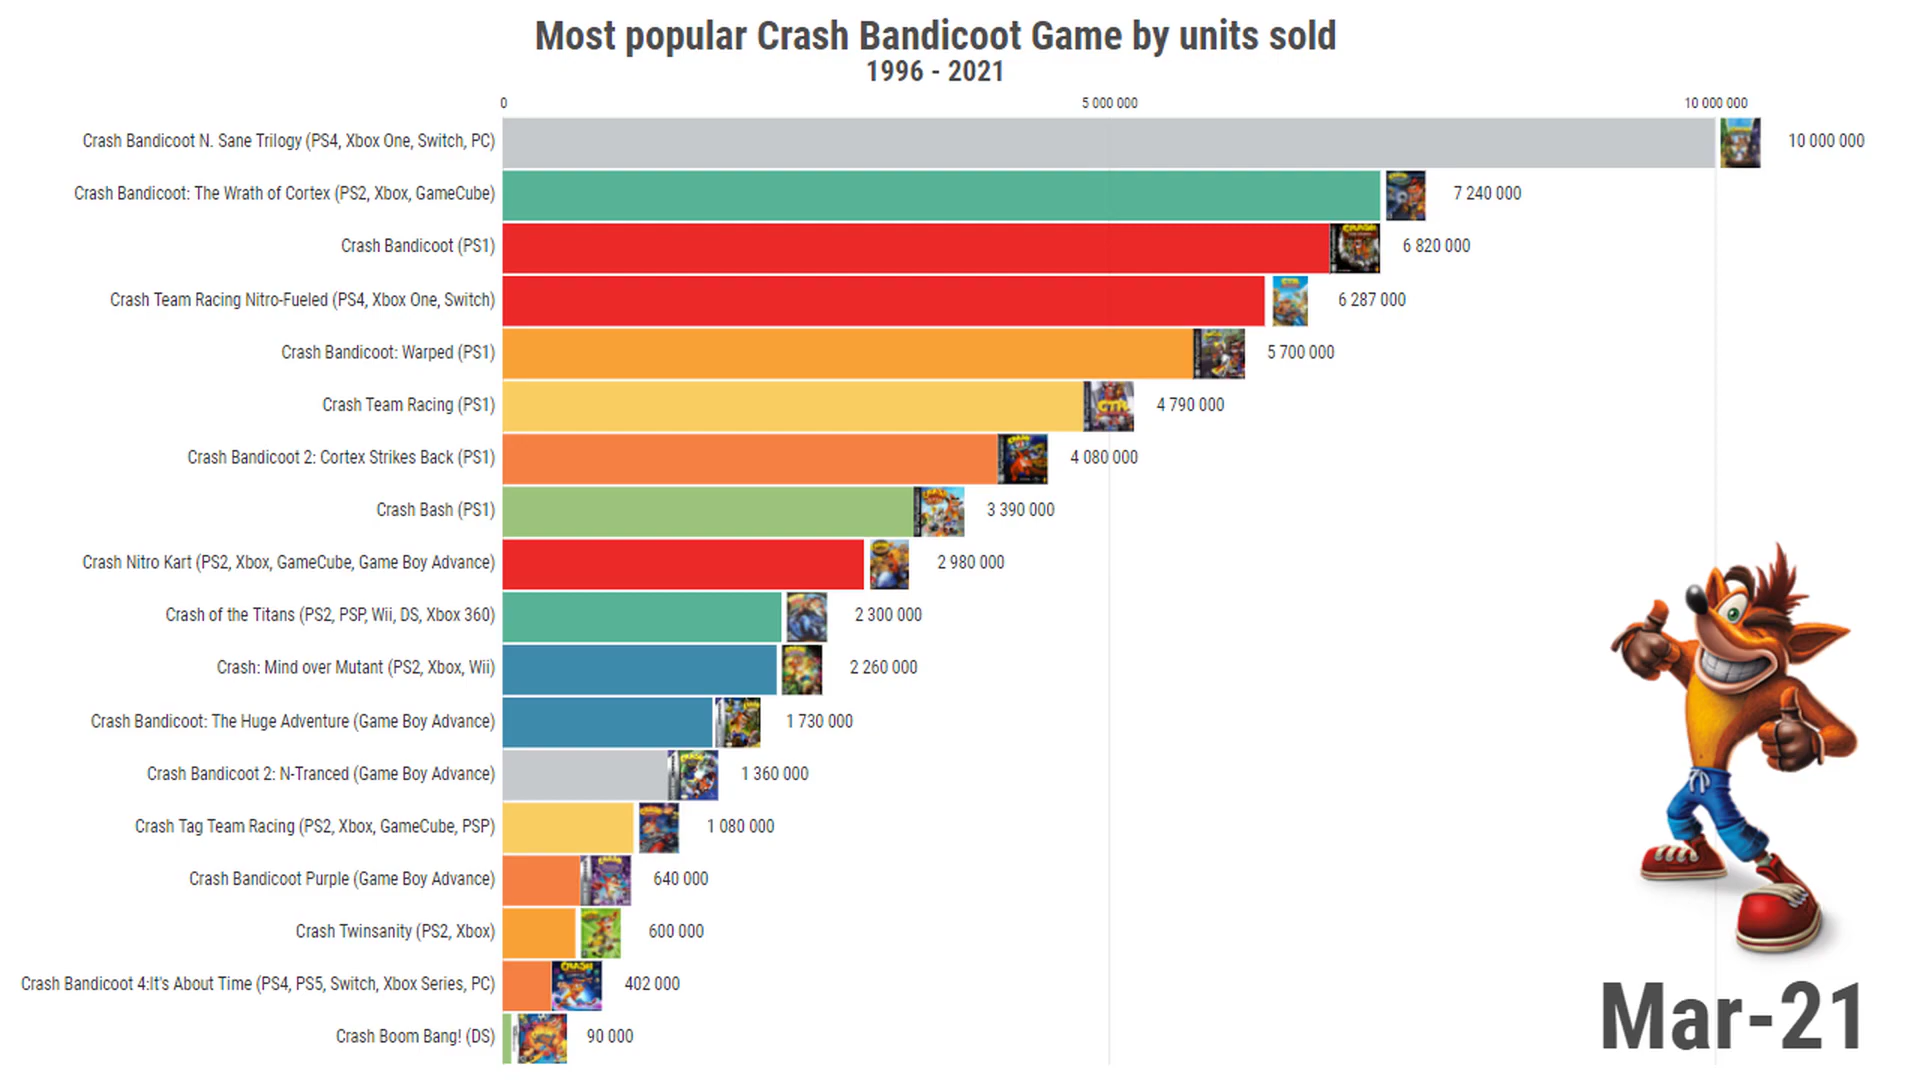 Most popular Crash Bandicoot Game by units sold
1996 - 2021
0 5 000 000 10 000 000
Crash Bandicoot N. Sane Trilogy (PS4, Xbox One, Switch, PC) 10 000 000
Crash Bandicoot: The Wrath of Cortex (PS2, Xbox, GameCube) 7 240 000
Crash Bandicoot (PS1) 6 820 000
Crash Team Racing Nitro-Fueled (PS4, Xbox One, Switch) 6 287 000
Crash Bandicoot: Warped (PS1) 5 700 000
Crash Team Racing (PS1) 4 790 000
Crash Bandicoot 2: Cortex Strikes Back (PS1) 4 080 000
Crash Bash (PS1) 3 390 000
Crash Nitro Kart (PS2, Xbox, GameCube, Game Boy Advance) 2 980 000
Crash of the Titans (PS2, PSP, Wii, DS, Xbox 360) 2 300 000
Crash: Mind over Mutant (PS2, Xbox, Wii) 2 260 000
Crash Bandicoot: The Huge Adventure (Game Boy Advance) 1 730 000
Crash Bandicoot 2: N-Tranced (Game Boy Advance) 1 360 000
Crash Tag Team Racing (PS2, Xbox, GameCube, PSP) 1 080 000
Crash Bandicoot Purple (Game Boy Advance) 640 000
Crash Twinsanity (PS2, Xbox) 600 000
Crash Bandicoot 4:It's About Time (PS4, PS5, Switch, Xbox Series, PC) 402 000
Crash Boom Bang! (DS) 90 000
Mar-21